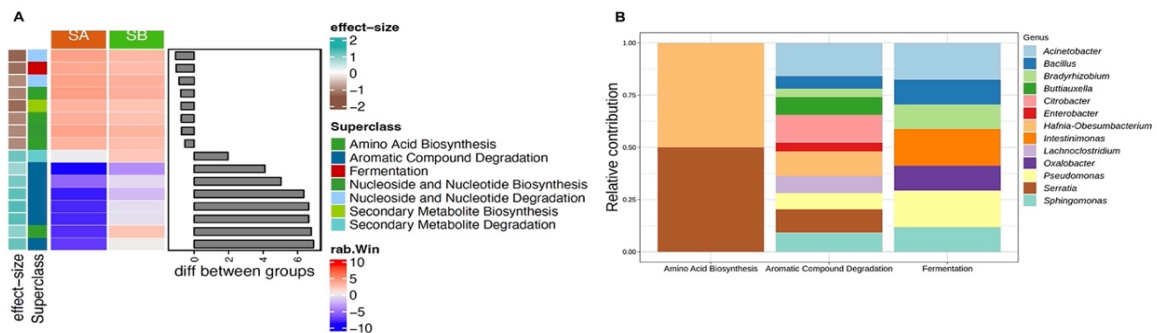 A
SA SB
effect-size
2
1
0
-1
-2
Superclass
Amino Acid Biosynthesis
Aromatic Compound Degradation
Fermentation
Nucleoside and Nucleotide Biosynthesis
Nucleoside and Nucleotide Degradation
Secondary Metabolite Biosynthesis
Secondary Metabolite Degradation
rab.Win
10
5
0
-5
-10
effect-size
Superclass
0 2 4 6
diff between groups
B
Relative contribution
1.00
0.75
0.50
0.25
0.00
Amino Acid Biosynthesis Aromatic Compound Degradation Fermentation
Genus
Acinetobacter
Bacillus
Bradyrhizobium
Buttiauxella
Citrobacter
Enterobacter
Hafnia-Obesumbacterium
Intestinimonas
Lachnoclostridium
Oxalobacter
Pseudomonas
Serratia
Sphingomonas